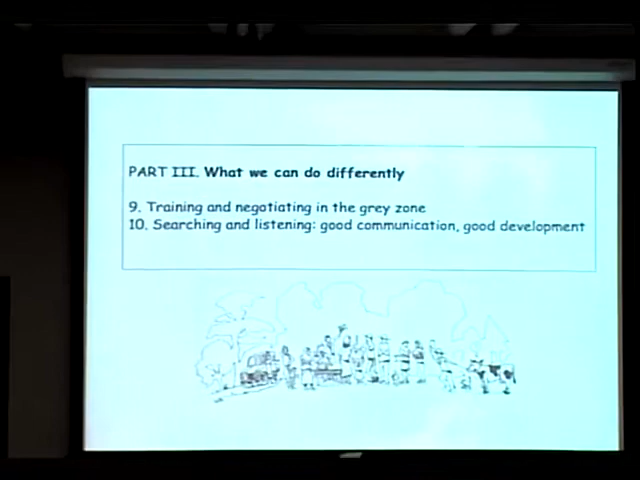 PART III. What we can do differently
9. Training and negotiating in the grey zone
10. Searching and listening: good communication, good development